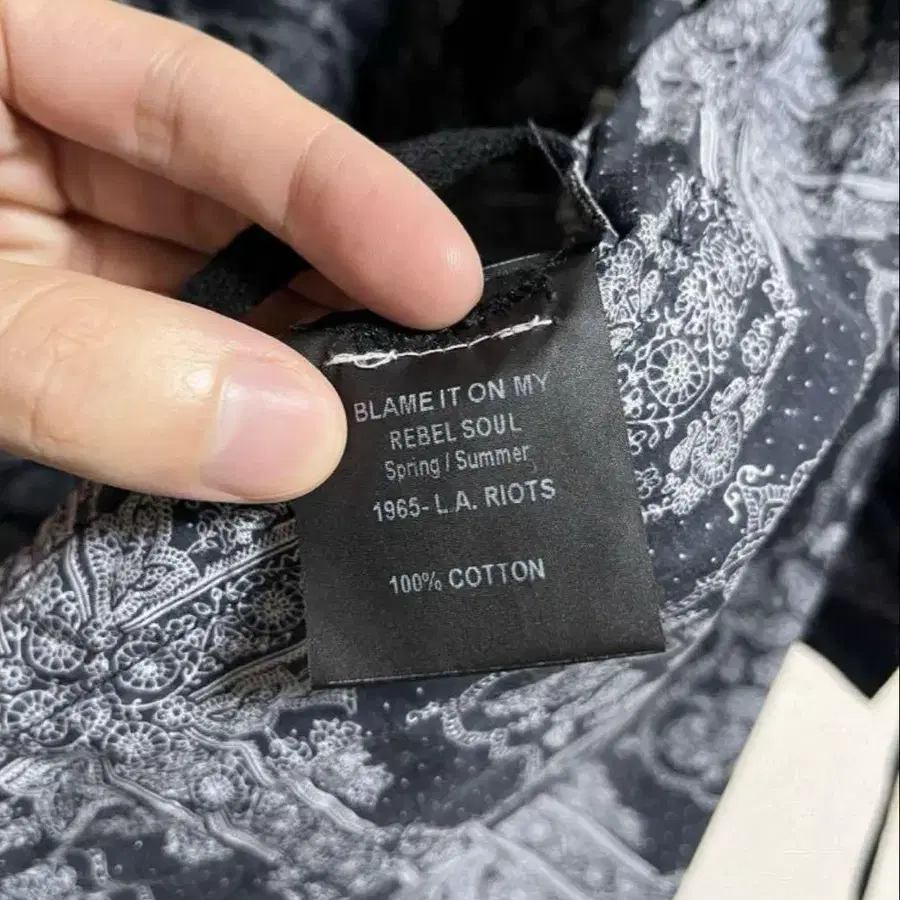 BLAME IT ON MY
REBEL SOUL
Spring / Summer
1965- L.A. RIOTS
100% COTTON